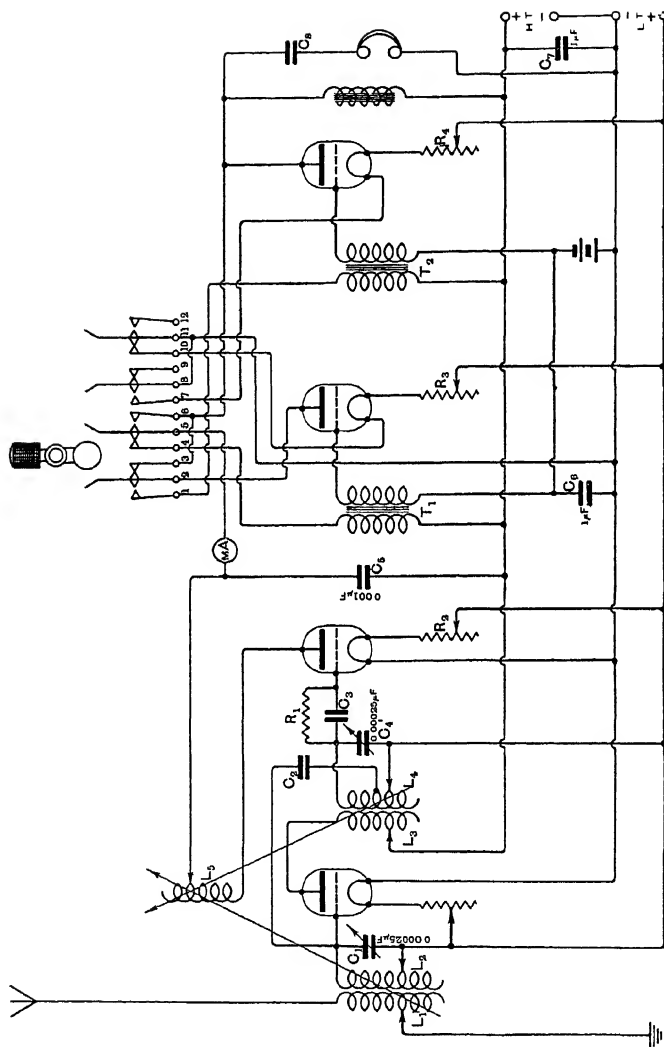 C₈
+
H T
−
−
L T
+
C₇
1µF
1 2 3 4 5 6 7 8 9 10 11 12
MA
R₄
T₂
R₃
T₁
C₆
1µF
C₅
0.001µF
R₂
R₁
C₃
C₄
0.00025µF
C₂
L₄
L₃
L₅
C₁
0.00025µF
L₂
L₁